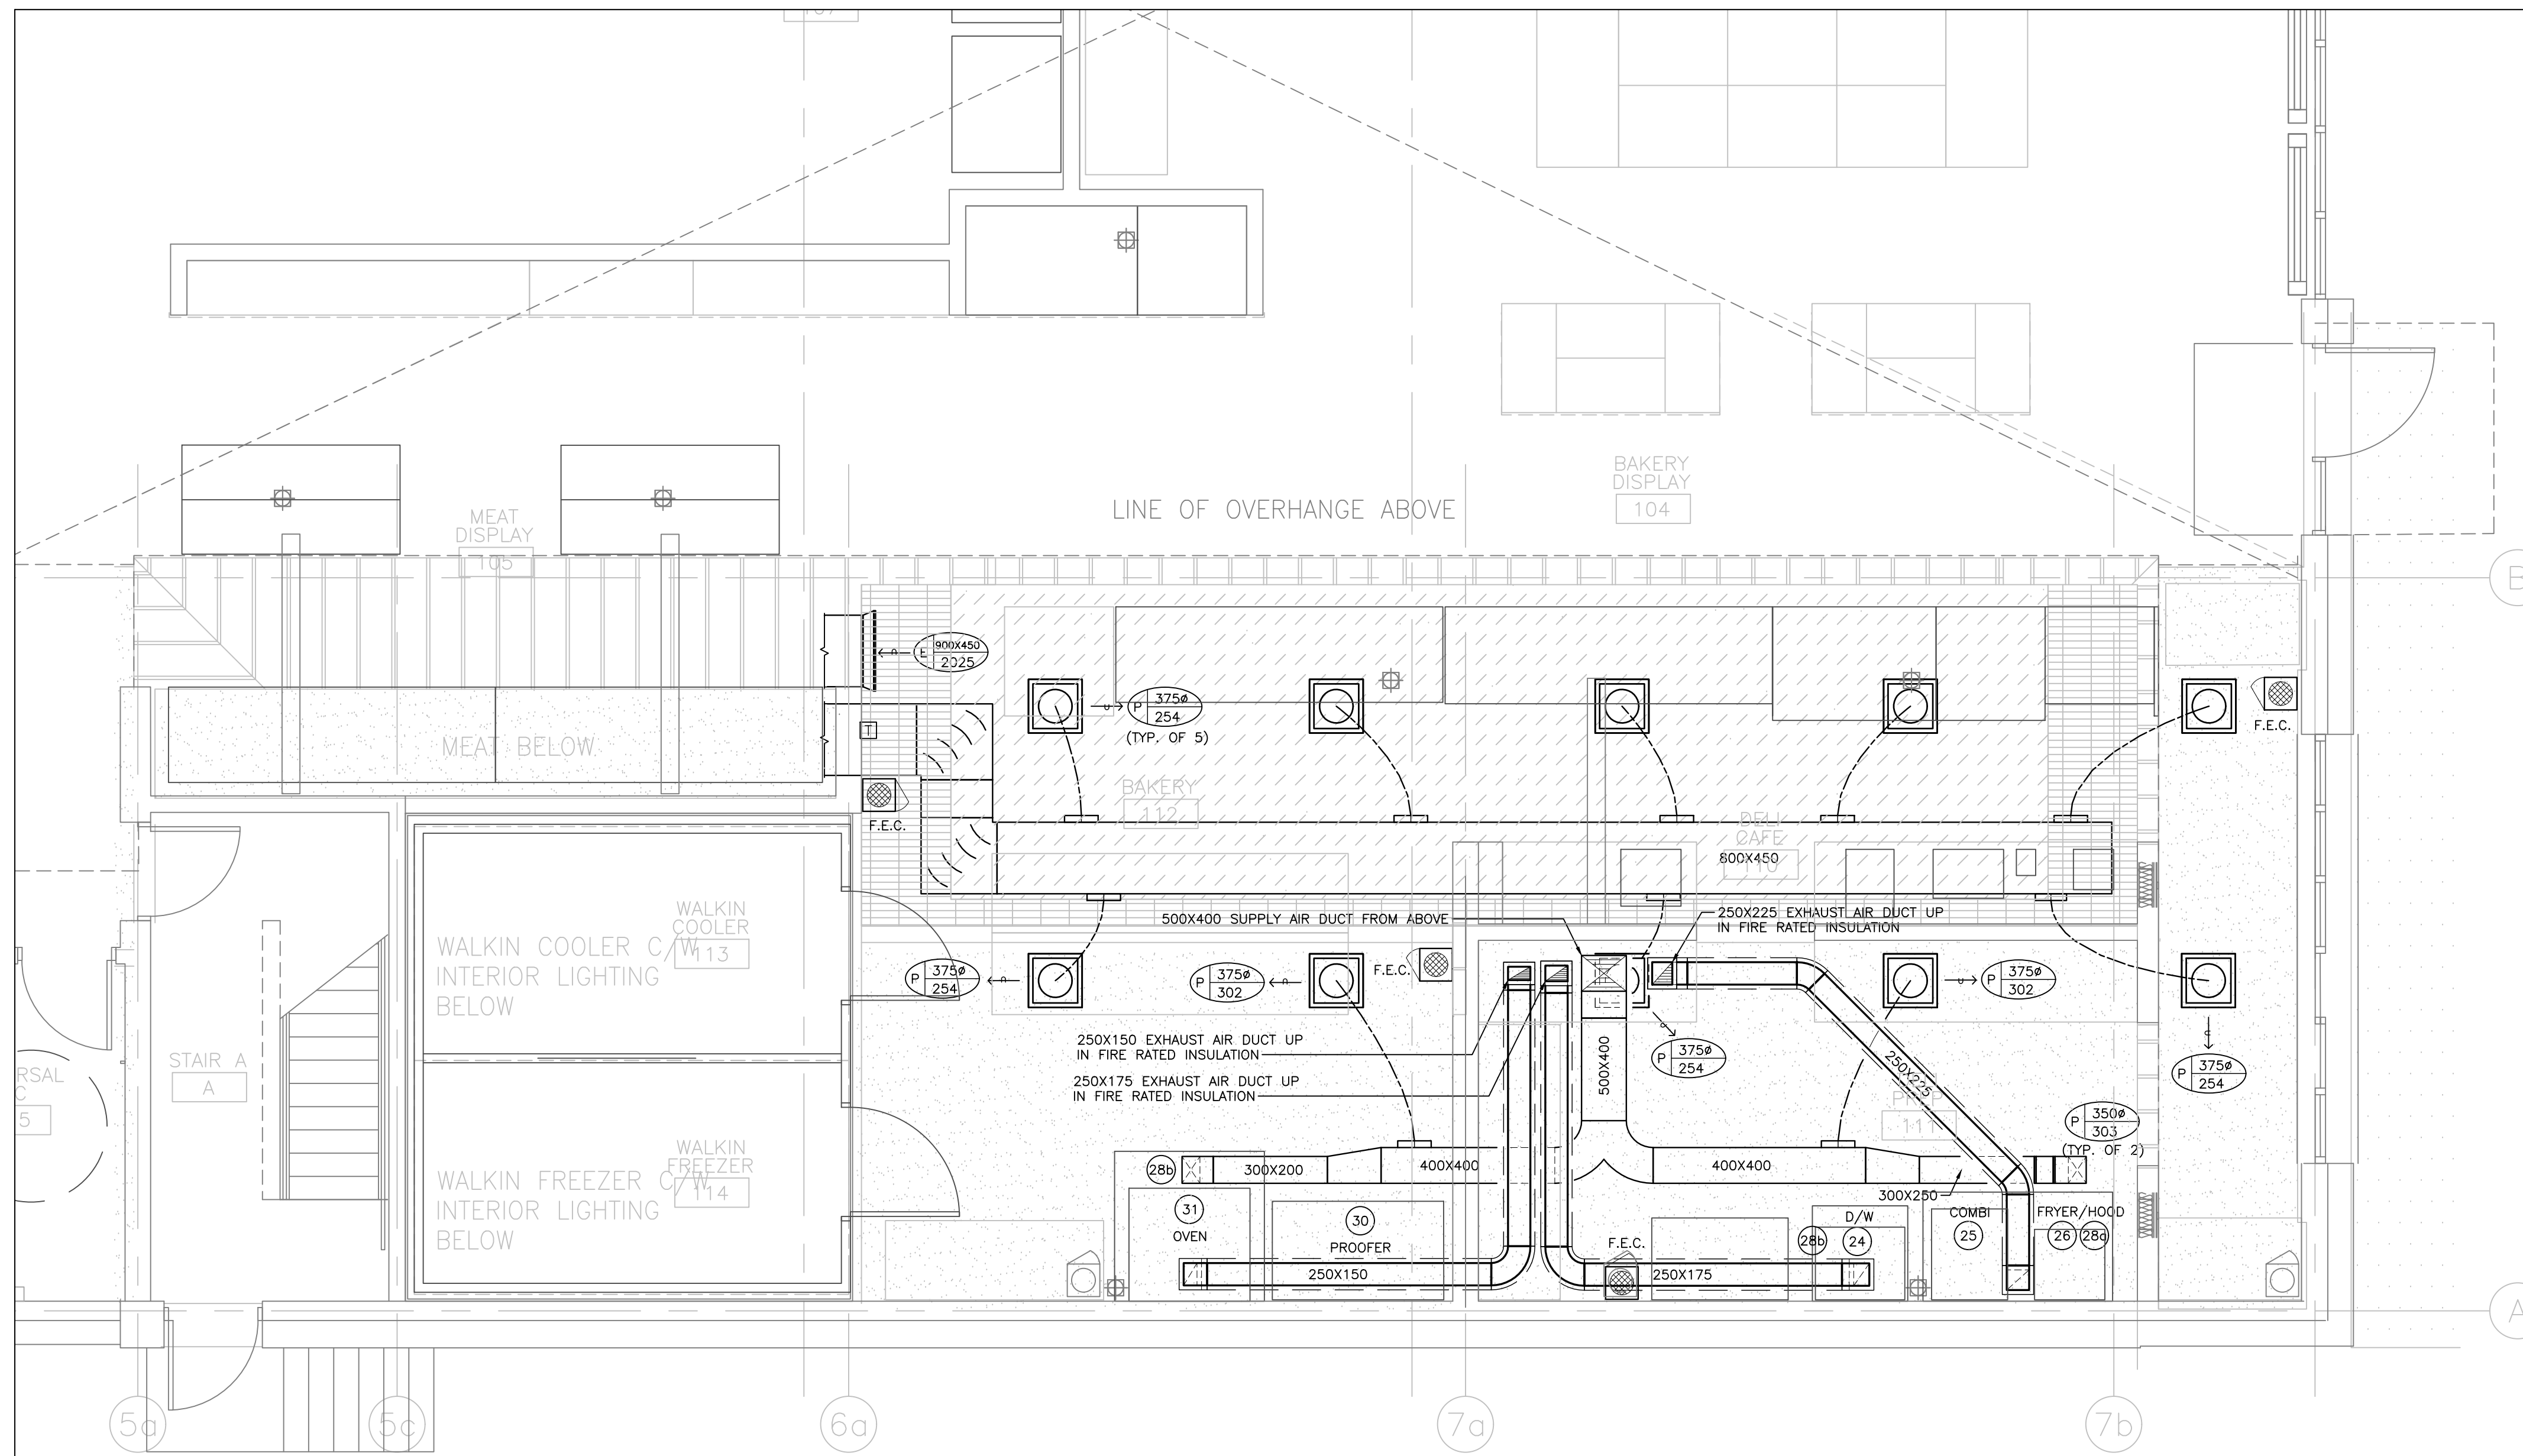 LINE OF OVERHANGE ABOVE
BAKERY
DISPLAY
104
MEAT
DISPLAY
105
B
E
900X450
2025
P
375ø
254
(TYP. OF 5)
F.E.C.
T
MEAT BELOW
BAKERY
112
F.E.C.
DELI
CAFE
110
800X450
WALKIN
COOLER
113
WALKIN COOLER C/W
INTERIOR LIGHTING
BELOW
500X400 SUPPLY AIR DUCT FROM ABOVE
250X225 EXHAUST AIR DUCT UP
IN FIRE RATED INSULATION
P
375ø
254
P
375ø
302
F.E.C.
P
375ø
302
250X150 EXHAUST AIR DUCT UP
IN FIRE RATED INSULATION
250X175 EXHAUST AIR DUCT UP
IN FIRE RATED INSULATION
500X400
P
375ø
254
250X225
P
375ø
254
STAIR A
A
RSAL
C
5
PREP
111
P
350ø
303
(TYP. OF 2)
WALKIN
FREEZER
114
WALKIN FREEZER C/W
INTERIOR LIGHTING
BELOW
28b
300X200
400X400
400X400
300X250
31
OVEN
30
PROOFER
F.E.C.
D/W
28b
24
COMBI
25
FRYER/HOOD
26
28a
250X150
250X175
A
5a
5c
6a
7a
7b